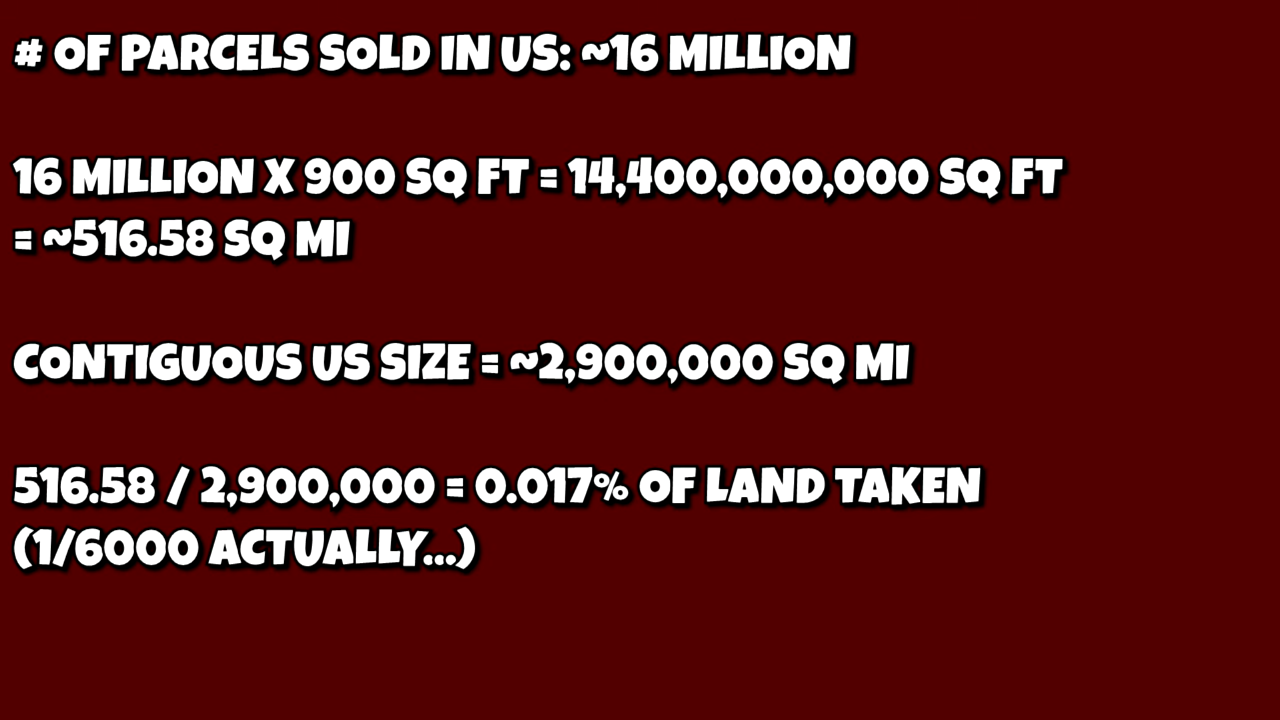 # OF PARCELS SOLD IN US: ~16 MILLION
16 MILLION X 900 SQ FT = 14,400,000,000 SQ FT
= ~516.58 SQ MI
CONTIGUOUS US SIZE = ~2,900,000 SQ MI
516.58 / 2,900,000 = 0.017% OF LAND TAKEN
(1/6000 ACTUALLY...)